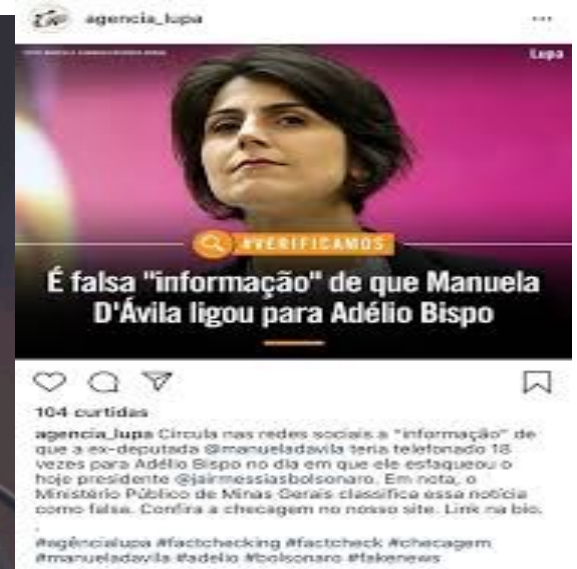 agencia_lupa
Lupa
#VERIFICAMOS
É falsa "informação" de que Manuela
D'Ávila ligou para Adélio Bispo
104 curtidas
agencia_lupa Circula nas redes sociais a "informação" de
que a ex-deputada @manueladavila teria telefonado 18
vezes para Adélio Bispo no dia em que ele esfaqueou o
hoje presidente @jairmessiasbolsonaro. Em nota, o
Ministério Público de Minas Gerais classifica essa notícia
como falsa. Confira a checagem no nosso site. Link na bio.
.
#agêncialupa #factchecking #factcheck #checagem
#manueladavila #adelio #bolsonaro #fakenews